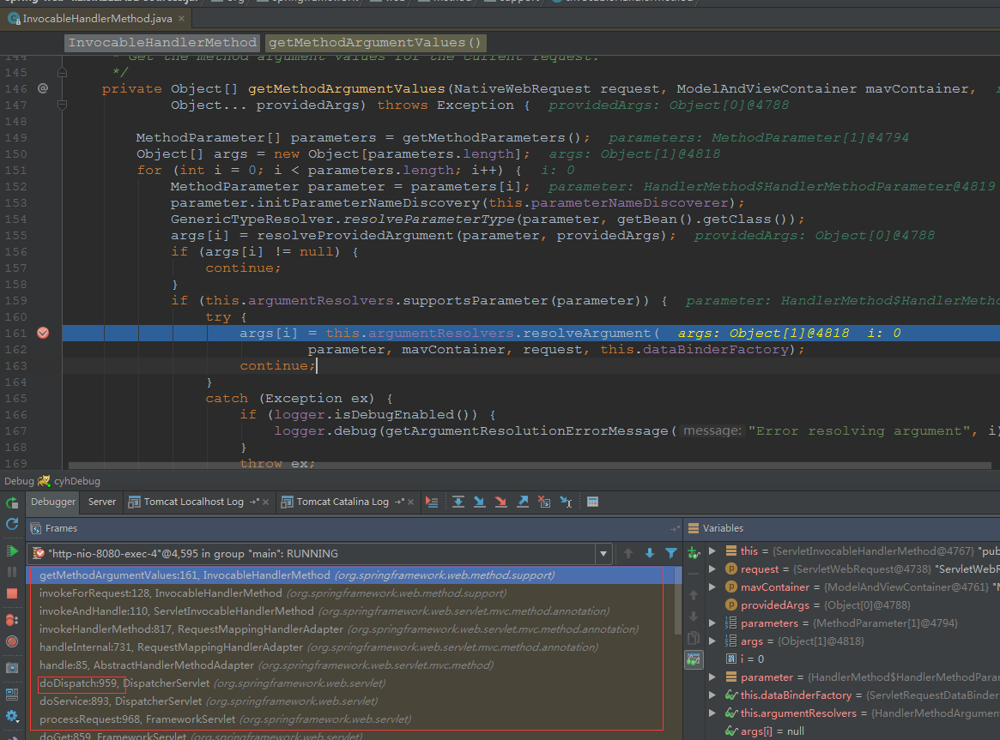 InvocableHandlerMethod.java ×
InvocableHandlerMethod getMethodArgumentValues()
144 * Get the method argument values for the current request.
145 */
146 @ private Object[] getMethodArgumentValues(NativeWebRequest request, ModelAndViewContainer mavContainer,
147 Object... providedArgs) throws Exception { providedArgs: Object[0]@4788
148
149 MethodParameter[] parameters = getMethodParameters(); parameters: MethodParameter[1]@4794
150 Object[] args = new Object[parameters.length]; args: Object[1]@4818
151 for (int i = 0; i < parameters.length; i++) { i: 0
152 MethodParameter parameter = parameters[i]; parameter: HandlerMethod$HandlerMethodParameter@4819
153 parameter.initParameterNameDiscovery(this.parameterNameDiscoverer);
154 GenericTypeResolver.resolveParameterType(parameter, getBean().getClass());
155 args[i] = resolveProvidedArgument(parameter, providedArgs); providedArgs: Object[0]@4788
156 if (args[i] != null) {
157 continue;
158 }
159 if (this.argumentResolvers.supportsParameter(parameter)) { parameter: HandlerMethod$HandlerMetho
160 try {
161 args[i] = this.argumentResolvers.resolveArgument( args: Object[1]@4818 i: 0
162 parameter, mavContainer, request, this.dataBinderFactory);
163 continue;
164 }
165 catch (Exception ex) {
166 if (logger.isDebugEnabled()) {
167 logger.debug(getArgumentResolutionErrorMessage( message: "Error resolving argument", i)
168 }
169 throw ex;
Debug cyhDebug
Debugger Server Tomcat Localhost Log →* × Tomcat Catalina Log →* ×
Frames
"http-nio-8080-exec-4"@4,595 in group "main": RUNNING
getMethodArgumentValues:161, InvocableHandlerMethod (org.springframework.web.method.support)
invokeForRequest:128, InvocableHandlerMethod (org.springframework.web.method.support)
invokeAndHandle:110, ServletInvocableHandlerMethod (org.springframework.web.servlet.mvc.method.annotation)
invokeHandlerMethod:817, RequestMappingHandlerAdapter (org.springframework.web.servlet.mvc.method.annotation)
handleInternal:731, RequestMappingHandlerAdapter (org.springframework.web.servlet.mvc.method.annotation)
handle:85, AbstractHandlerMethodAdapter (org.springframework.web.servlet.mvc.method)
doDispatch:959, DispatcherServlet (org.springframework.web.servlet)
doService:893, DispatcherServlet (org.springframework.web.servlet)
processRequest:968, FrameworkServlet (org.springframework.web.servlet)
doGet:859, FrameworkServlet (org.springframework.web.servlet)
Variables
this = {ServletInvocableHandlerMethod@4767} "pub
request = {ServletWebRequest@4738} "ServletWebR
mavContainer = {ModelAndViewContainer@4761} "M
providedArgs = {Object[0]@4788}
parameters = {MethodParameter[1]@4794}
args = {Object[1]@4818}
i = 0
parameter = {HandlerMethod$HandlerMethodParam
this.dataBinderFactory = {ServletRequestDataBinder
this.argumentResolvers = {HandlerMethodArgumen
args[i] = null